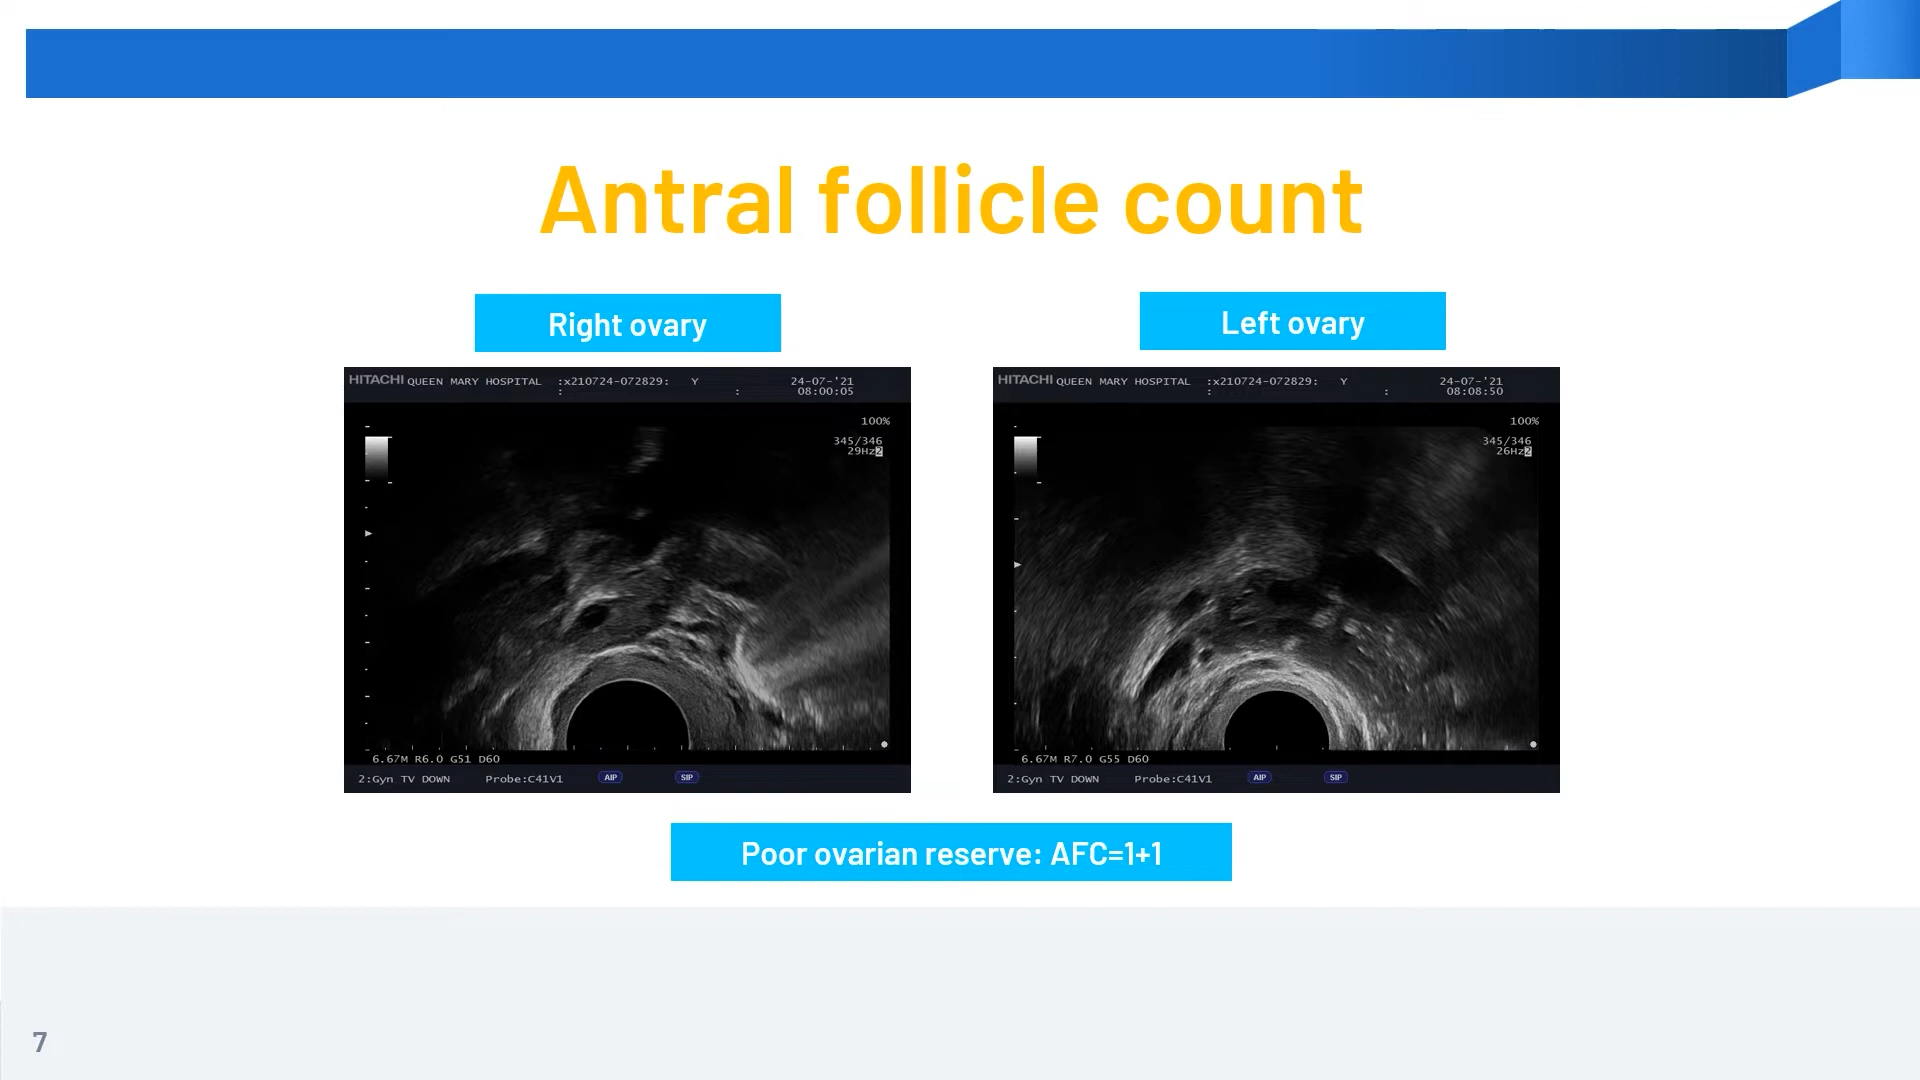 Antral follicle count
Right ovary
Left ovary
HITACHI QUEEN MARY HOSPITAL :x210724-072829: Y 24-07-'21
: : 08:00:05
100%
345/346
29Hz2
6.67M R6.0 G51 D60
2:Gyn TV DOWN Probe:C41V1 AIP SIP
HITACHI QUEEN MARY HOSPITAL :x210724-072829: Y 24-07-'21
: : 08:08:50
100%
345/346
26Hz2
6.67M R7.0 G55 D60
2:Gyn TV DOWN Probe:C41V1 AIP SIP
Poor ovarian reserve: AFC=1+1
7